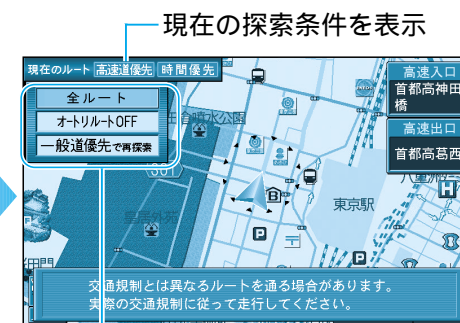 現在の探索条件を表示
現在のルート 高速道優先 時間優先
高速入口
首都高神田
橋
高速出口
首都高葛西
全ルート
オートリルートOFF
一般道優先で再探索
皇居外苑
東京駅
交通規制とは異なるルートを通る場合があります。
実際の交通規制に従って走行してください。